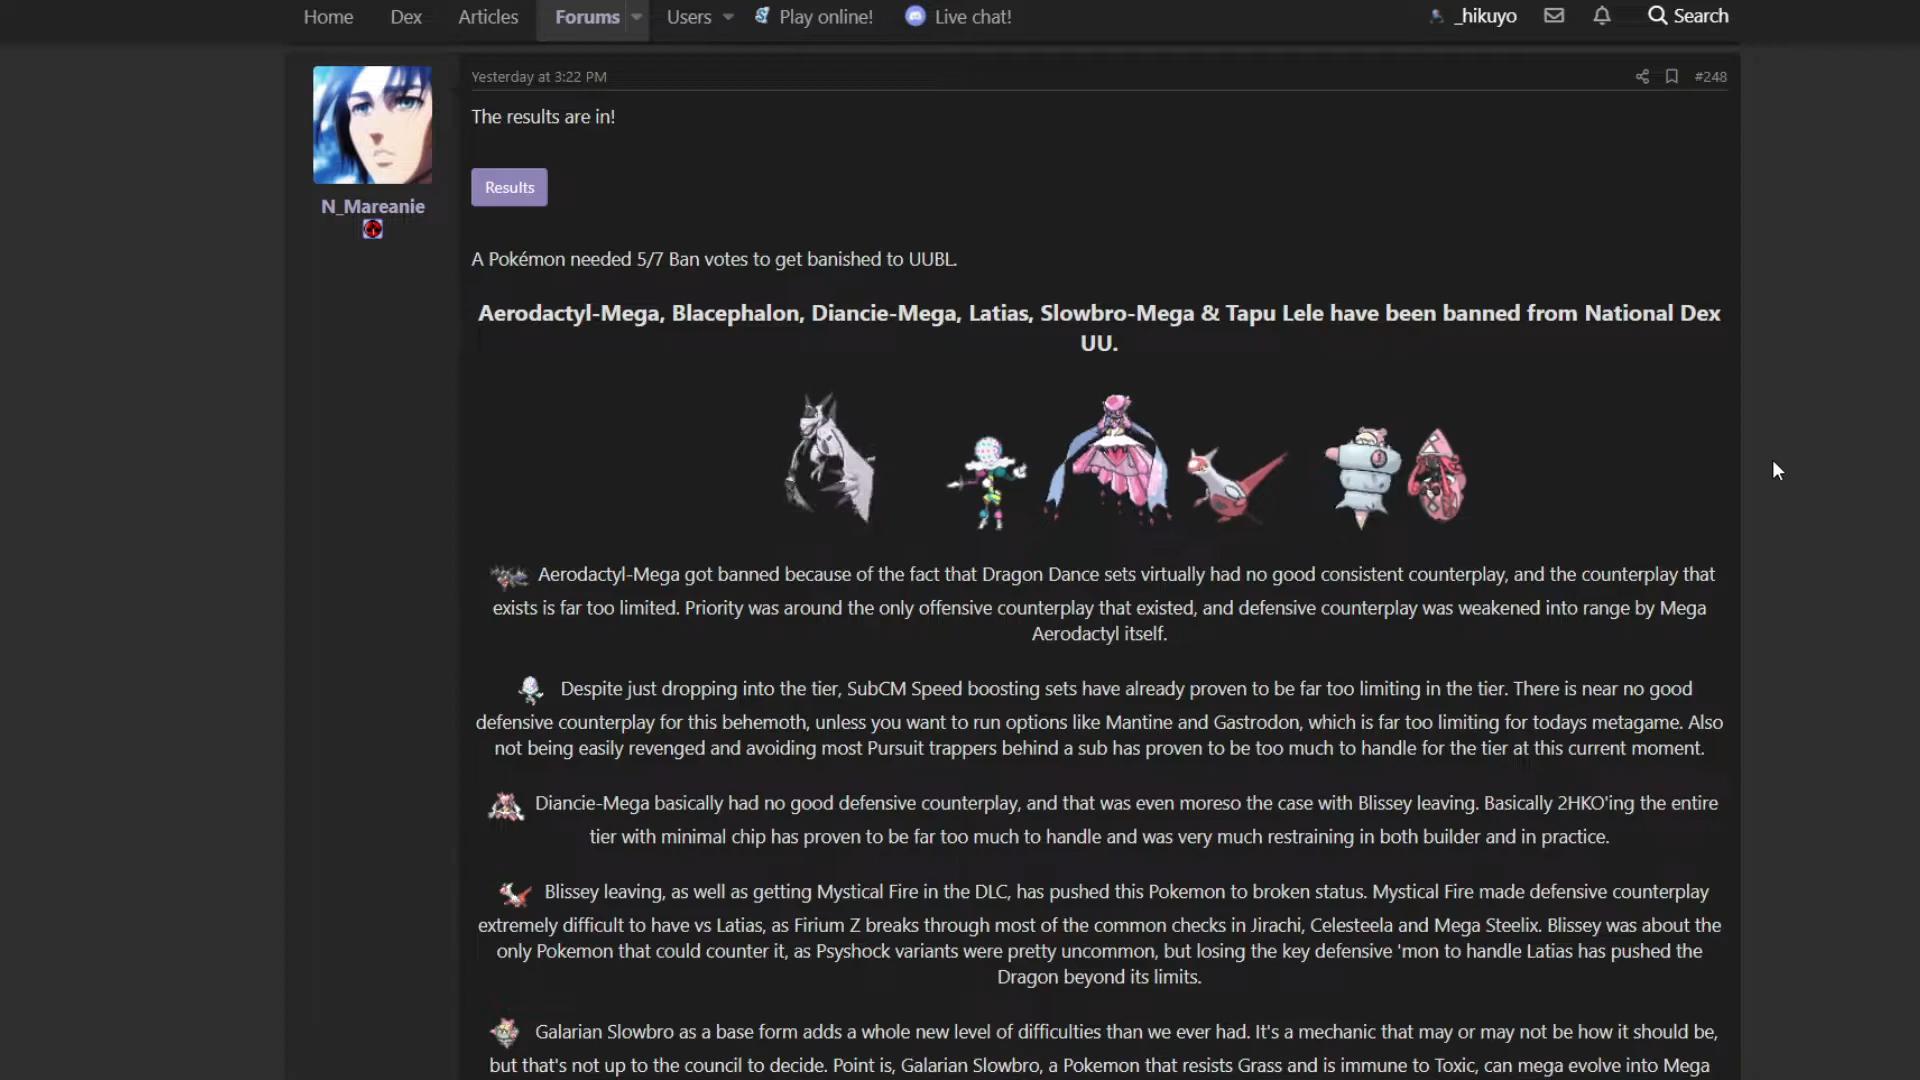 Home Dex Articles Forums Users Play online! Live chat! _hikuyo Search
Yesterday at 3:22 PM #248
The results are in!
N_Mareanie
Results
A Pokémon needed 5/7 Ban votes to get banished to UUBL.
Aerodactyl-Mega, Blacephalon, Diancie-Mega, Latias, Slowbro-Mega & Tapu Lele have been banned from National Dex
UU.
Aerodactyl-Mega got banned because of the fact that Dragon Dance sets virtually had no good consistent counterplay, and the counterplay that
exists is far too limited. Priority was around the only offensive counterplay that existed, and defensive counterplay was weakened into range by Mega
Aerodactyl itself.
Despite just dropping into the tier, SubCM Speed boosting sets have already proven to be far too limiting in the tier. There is near no good
defensive counterplay for this behemoth, unless you want to run options like Mantine and Gastrodon, which is far too limiting for todays metagame. Also
not being easily revenged and avoiding most Pursuit trappers behind a sub has proven to be too much to handle for the tier at this current moment.
Diancie-Mega basically had no good defensive counterplay, and that was even moreso the case with Blissey leaving. Basically 2HKO'ing the entire
tier with minimal chip has proven to be far too much to handle and was very much restraining in both builder and in practice.
Blissey leaving, as well as getting Mystical Fire in the DLC, has pushed this Pokemon to broken status. Mystical Fire made defensive counterplay
extremely difficult to have vs Latias, as Firium Z breaks through most of the common checks in Jirachi, Celesteela and Mega Steelix. Blissey was about the
only Pokemon that could counter it, as Psyshock variants were pretty uncommon, but losing the key defensive 'mon to handle Latias has pushed the
Dragon beyond its limits.
Galarian Slowbro as a base form adds a whole new level of difficulties than we ever had. It's a mechanic that may or may not be how it should be,
but that's not up to the council to decide. Point is, Galarian Slowbro, a Pokemon that resists Grass and is immune to Toxic, can mega evolve into Mega